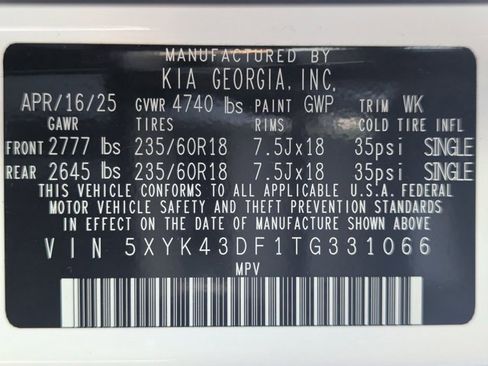 MANUFACTURED BY
KIA GEORGIA, INC.
APR/16/25 GVWR 4740 lbs PAINT GWP TRIM WK
GAWR TIRES RIMS COLD TIRE INFL
FRONT 2777 lbs 235/60R18 7.5Jx18 35psi SINGLE
REAR 2645 lbs 235/60R18 7.5Jx18 35psi SINGLE
THIS VEHICLE CONFORMS TO ALL APPLICABLE U.S.A. FEDERAL
MOTOR VEHICLE SAFETY AND THEFT PREVENTION STANDARDS
IN EFFECT ON THE DATE OF MANUFACTURE SHOWN ABOVE.
VIN 5XYK43DF1TG331066
MPV